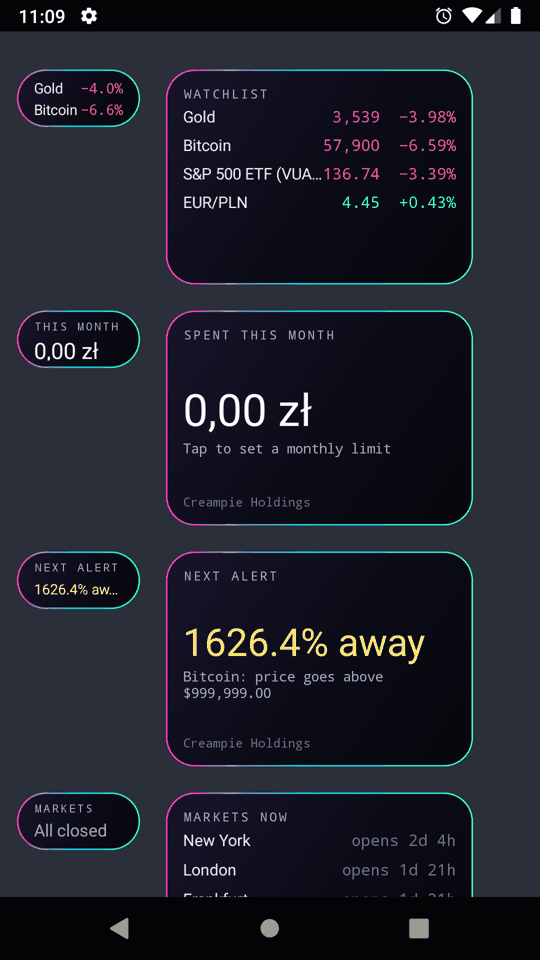 11:09
Gold −4.0%
Bitcoin −6.6%
WATCHLIST
Gold 3,539 −3.98%
Bitcoin 57,900 −6.59%
S&P 500 ETF (VUA… 136.74 −3.39%
EUR/PLN 4.45 +0.43%
THIS MONTH
0,00 zł
SPENT THIS MONTH
0,00 zł
Tap to set a monthly limit
Creampie Holdings
NEXT ALERT
1626.4% aw…
NEXT ALERT
1626.4% away
Bitcoin: price goes above
$999,999.00
Creampie Holdings
MARKETS
All closed
MARKETS NOW
New York opens 2d 4h
London opens 1d 21h